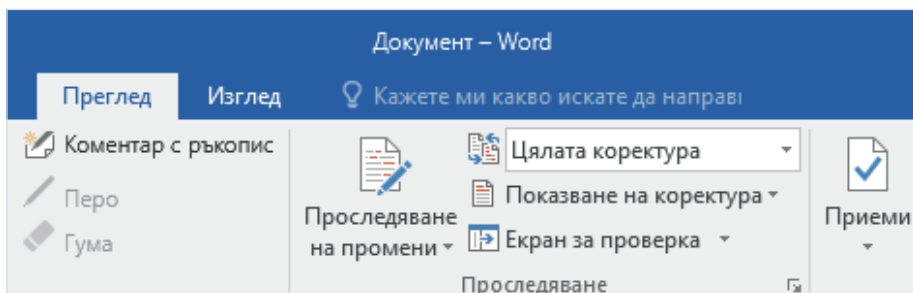 Документ – Word
Преглед
Изглед
Кажете ми какво искате да направи
Коментар с ръкопис
Перо
Гума
Проследяване
на промени
Цялата коректура
Показване на коректура
Екран за проверка
Проследяване
Приеми